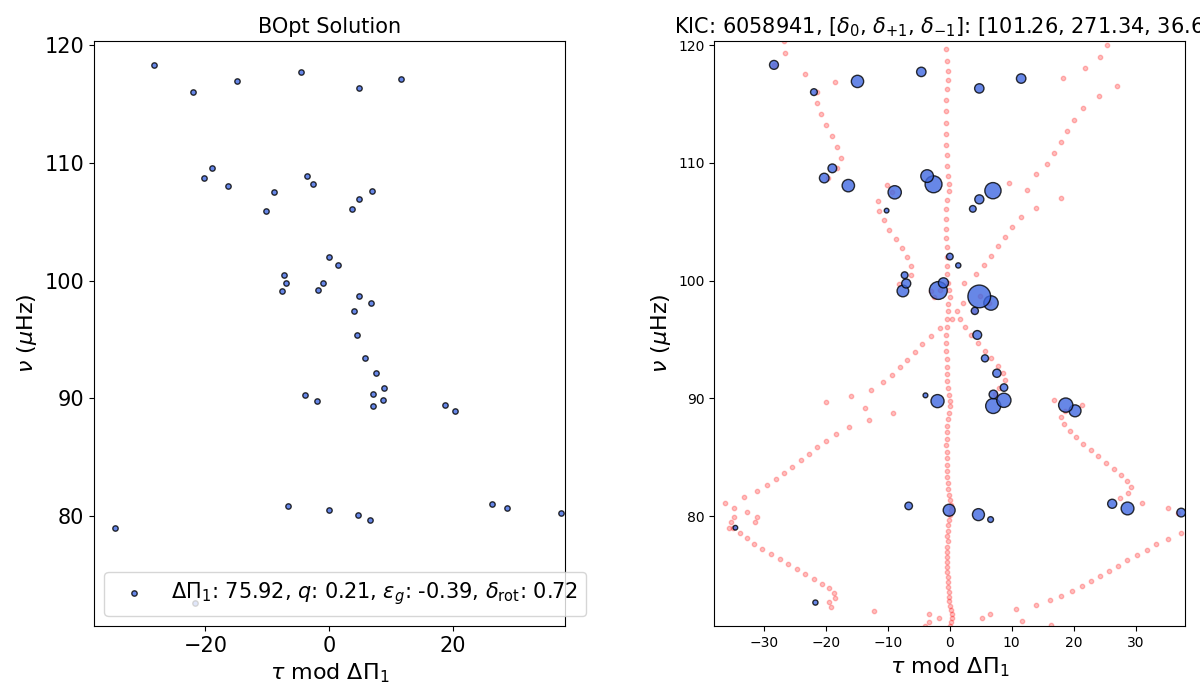 BOpt Solution
KIC: 6058941, [δ₀, δ₊₁, δ₋₁]: [101.26, 271.34, 36.6
120
110
100
90
80
ν (μHz)
ΔΠ₁: 75.92, q: 0.21, εg: -0.39, δrot: 0.72
−20
0
20
τ mod ΔΠ₁
120
110
100
90
80
ν (μHz)
−30
−20
−10
0
10
20
30
τ mod ΔΠ₁